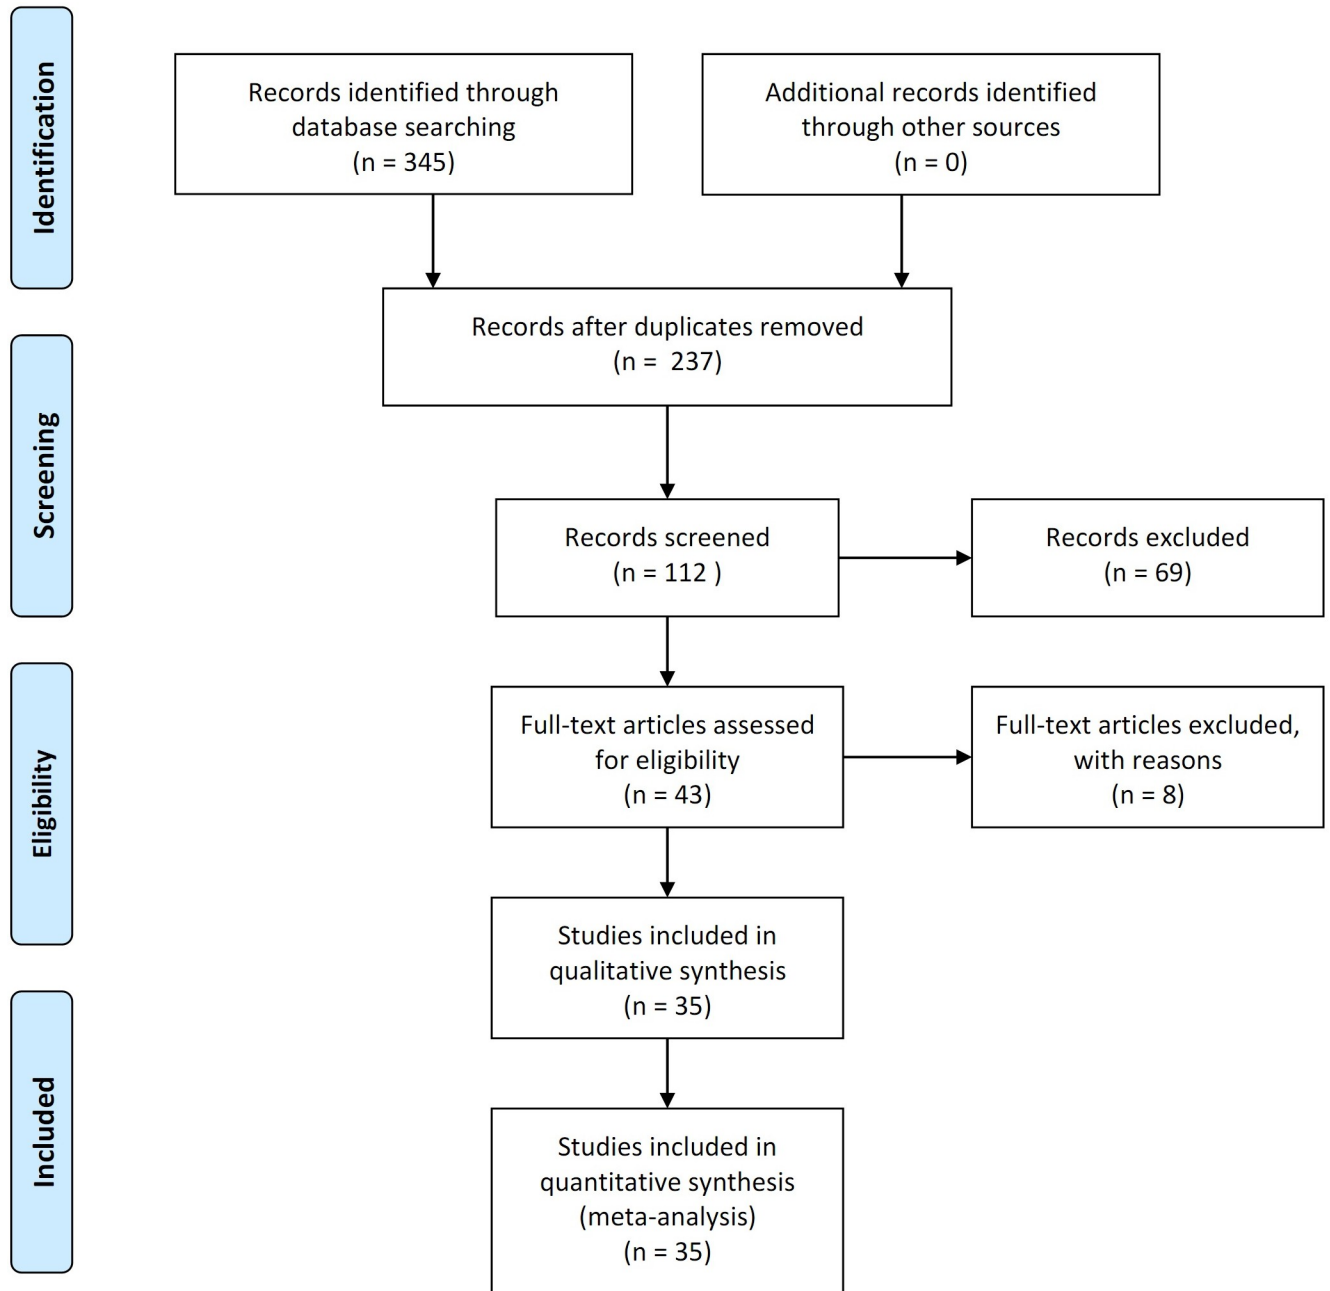 Identification
Records identified through
database searching
(n = 345)
Additional records identified
through other sources
(n = 0)
Records after duplicates removed
(n =  237)
Screening
Records screened
(n = 112 )
Records excluded
(n = 69)
Eligibility
Full-text articles assessed
for eligibility
(n = 43)
Full-text articles excluded,
with reasons
(n = 8)
Studies included in
qualitative synthesis
(n = 35)
Included
Studies included in
quantitative synthesis
(meta-analysis)
(n = 35)